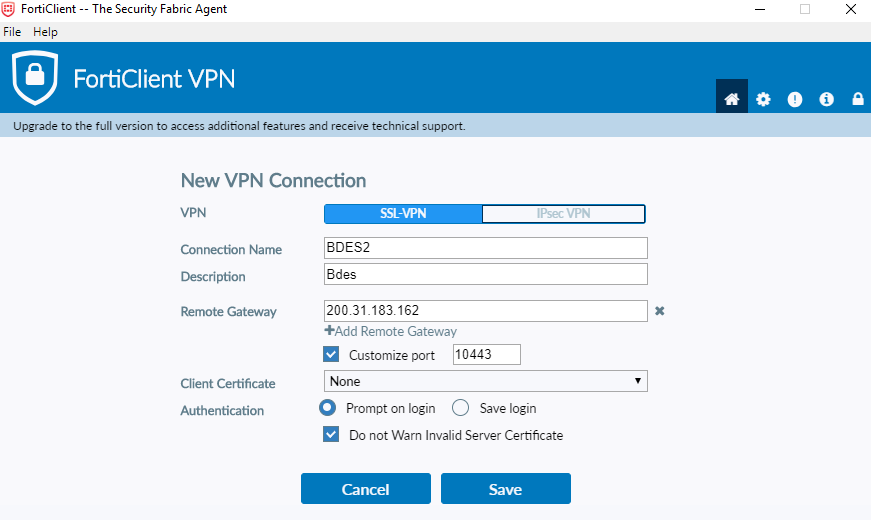 FortiClient -- The Security Fabric Agent
File Help
FortiClient VPN
Upgrade to the full version to access additional features and receive technical support.
New VPN Connection
VPN SSL-VPN IPsec VPN
Connection Name BDES2
Description Bdes
Remote Gateway 200.31.183.162
+Add Remote Gateway
Customize port 10443
Client Certificate None
Authentication Prompt on login Save login
Do not Warn Invalid Server Certificate
Cancel Save